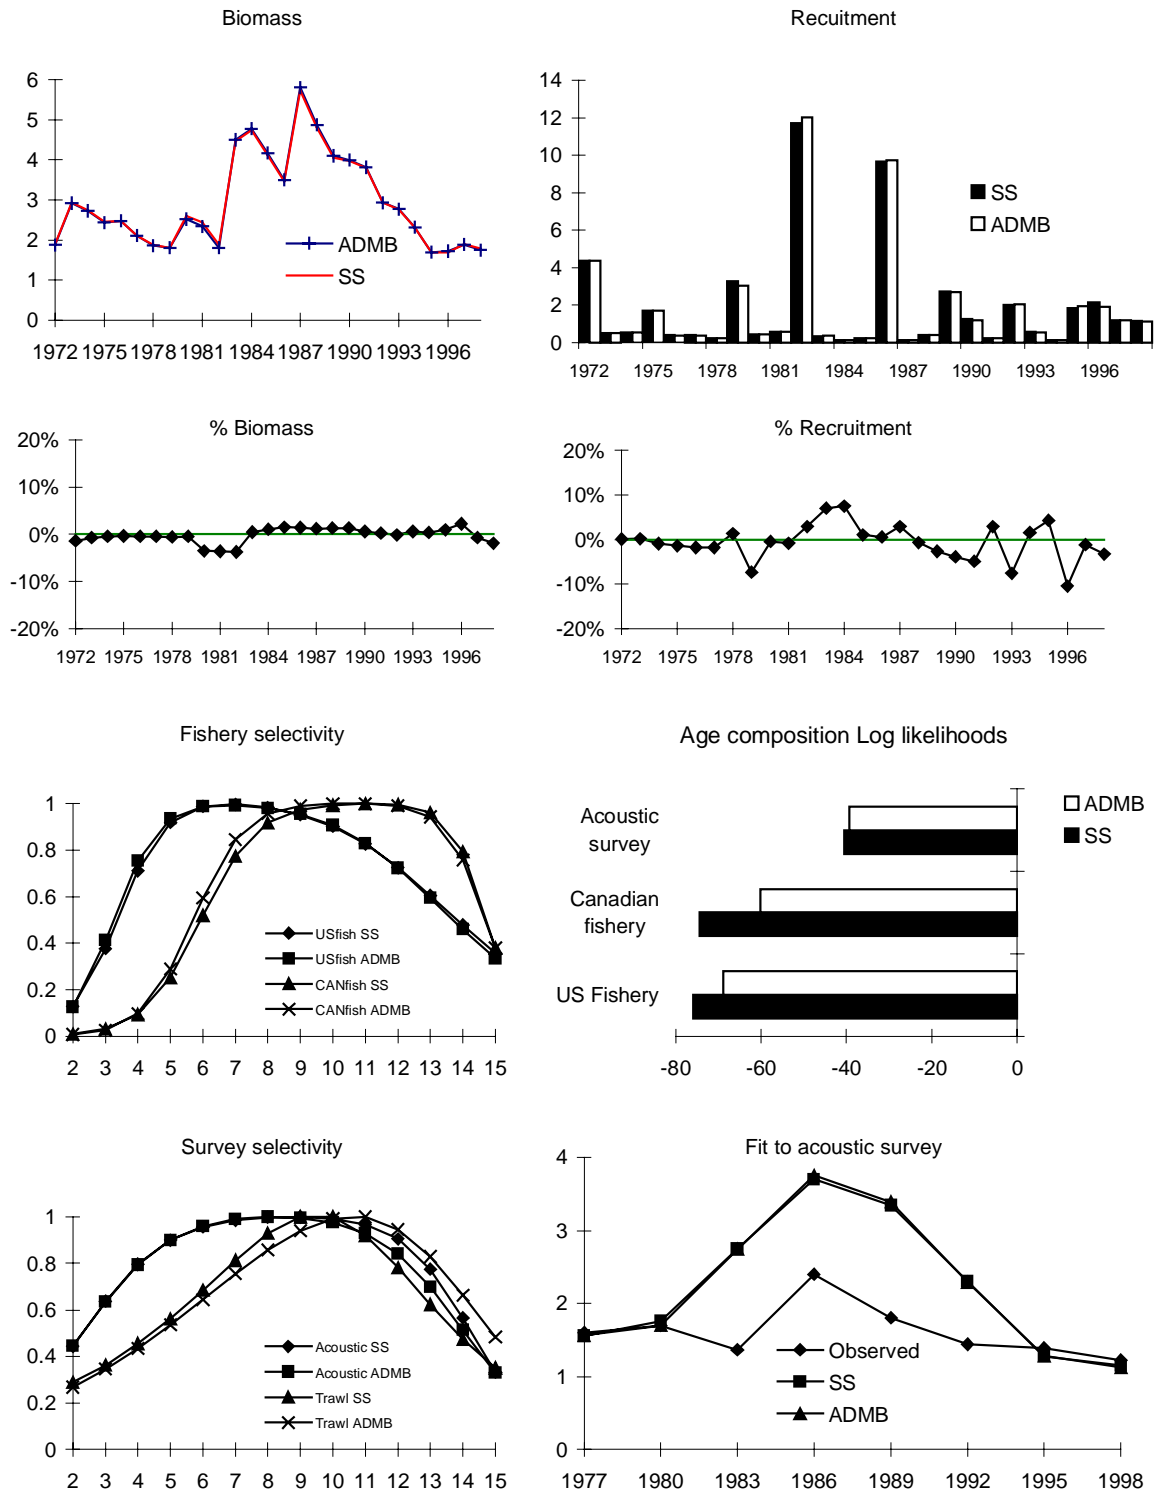 Biomass
6
5
4
3
2
1
0
ADMB
SS
1972 1975 1978 1981 1984 1987 1990 1993 1996
Recuitment
14
12
10
8
6
4
2
0
SS
ADMB
1972 1975 1978 1981 1984 1987 1990 1993 1996
% Biomass
20%
10%
0%
-10%
-20%
1972 1975 1978 1981 1984 1987 1990 1993 1996
% Recruitment
20%
10%
0%
-10%
-20%
1972 1975 1978 1981 1984 1987 1990 1993 1996
Fishery selectivity
1
0.8
0.6
0.4
0.2
0
USfish SS
USfish ADMB
CANfish SS
CANfish ADMB
2 3 4 5 6 7 8 9 10 11 12 13 14 15
Age composition Log likelihoods
Acoustic
survey
Canadian
fishery
US Fishery
ADMB
SS
-80 -60 -40 -20 0
Survey selectivity
1
0.8
0.6
0.4
0.2
0
Acoustic SS
Acoustic ADMB
Trawl SS
Trawl ADMB
2 3 4 5 6 7 8 9 10 11 12 13 14 15
Fit to acoustic survey
4
3
2
1
0
Observed
SS
ADMB
1977 1980 1983 1986 1989 1992 1995 1998